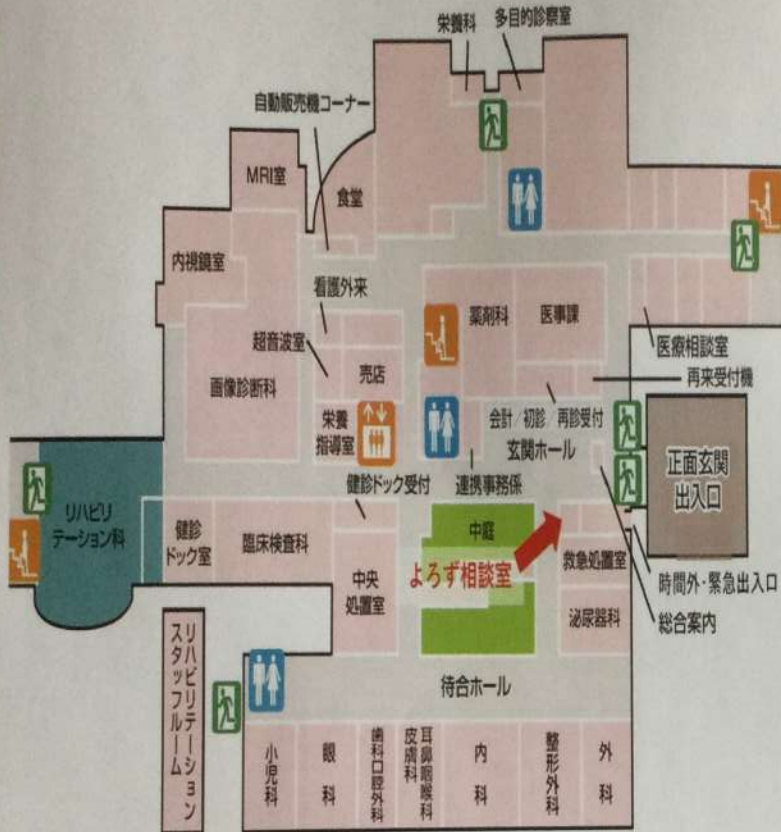 栄養科
多目的診察室
自動販売機コーナー
MRI室
食堂
内視鏡室
看護外来
薬剤科
医事課
超音波室
売店
医療相談室
再来受付機
画像診断科
栄養
指導室
会計/初診/再診受付
玄関ホール
正面玄関
出入口
健診ドック受付
連携事務係
リハビリ
テーション科
健診
ドック室
臨床検査科
中庭
中央
処置室
よろず相談室
救急処置室
時間外・緊急出入口
泌尿器科
総合案内
リハビリテーション
スタッフルーム
待合ホール
小児科
眼科
歯科口腔外科
皮膚科
耳鼻咽喉科
内科
整形外科
外科